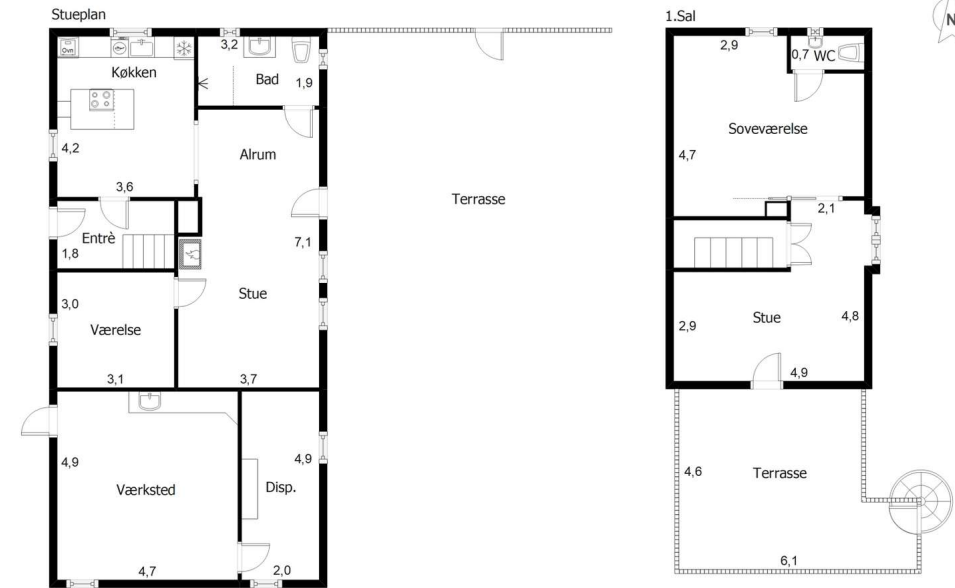 Stueplan
Ovn
Køkken
4,2
3,6
3,2
Bad
1,9
Alrum
7,1
Entrè
1,8
Stue
3,7
3,0
Værelse
3,1
4,9
Værksted
4,7
4,9
Disp.
2,0
Terrasse
1.Sal
N
2,9
0,7 WC
Soveværelse
4,7
2,1
2,9
Stue
4,8
4,9
4,6
Terrasse
6,1